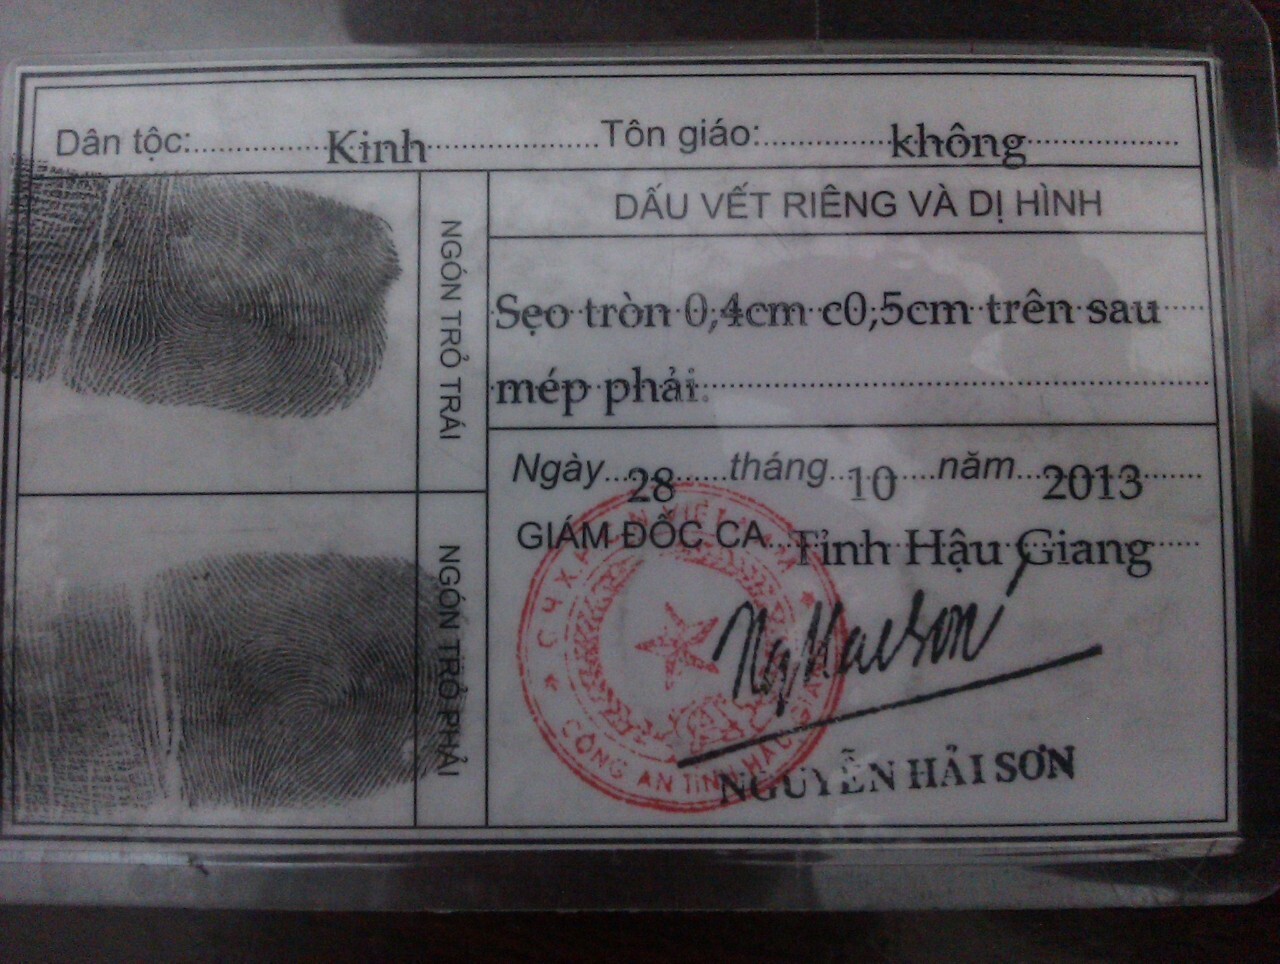 Dân tộc: Kinh Tôn giáo: không
NGÓN TRỎ TRÁI
NGÓN TRỎ PHẢI
DẤU VẾT RIÊNG VÀ DỊ HÌNH
Sẹo tròn 0,4cm c0,5cm trên sau
mép phải.
Ngày 28 tháng 10 năm 2013
GIÁM ĐỐC CA Tỉnh Hậu Giang
CÔNG AN TỈNH HẬU GIANG
NgHaiSon
NGUYỄN HẢI SƠN